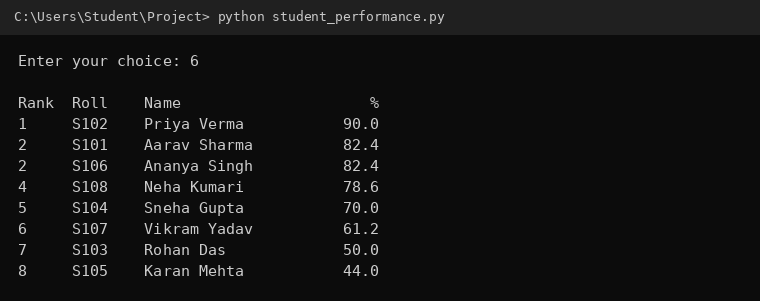 C:\Users\Student\Project> python student_performance.py
Enter your choice: 6
Rank  Roll    Name                     %
1     S102    Priya Verma           90.0
2     S101    Aarav Sharma          82.4
2     S106    Ananya Singh          82.4
4     S108    Neha Kumari           78.6
5     S104    Sneha Gupta           70.0
6     S107    Vikram Yadav          61.2
7     S103    Rohan Das             50.0
8     S105    Karan Mehta           44.0